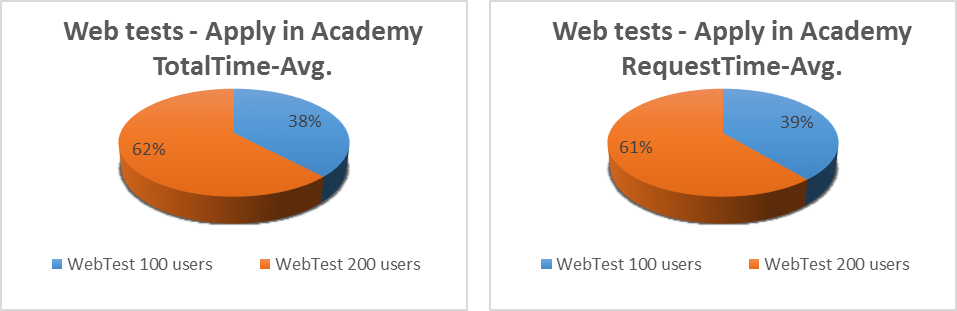 Web tests - Apply in Academy
TotalTime-Avg.
38%
62%
WebTest 100 users
WebTest 200 users
Web tests - Apply in Academy
RequestTime-Avg.
39%
61%
WebTest 100 users
WebTest 200 users